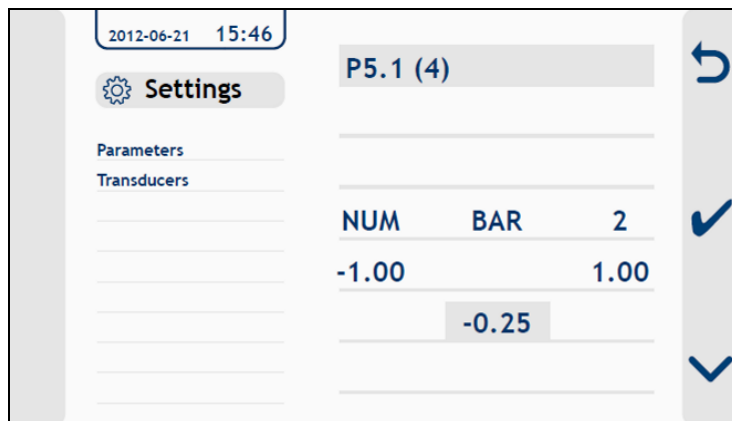 2012-06-21 15:46
Settings
Parameters
Transducers
P5.1 (4)
NUM BAR 2
-1.00 1.00
-0.25